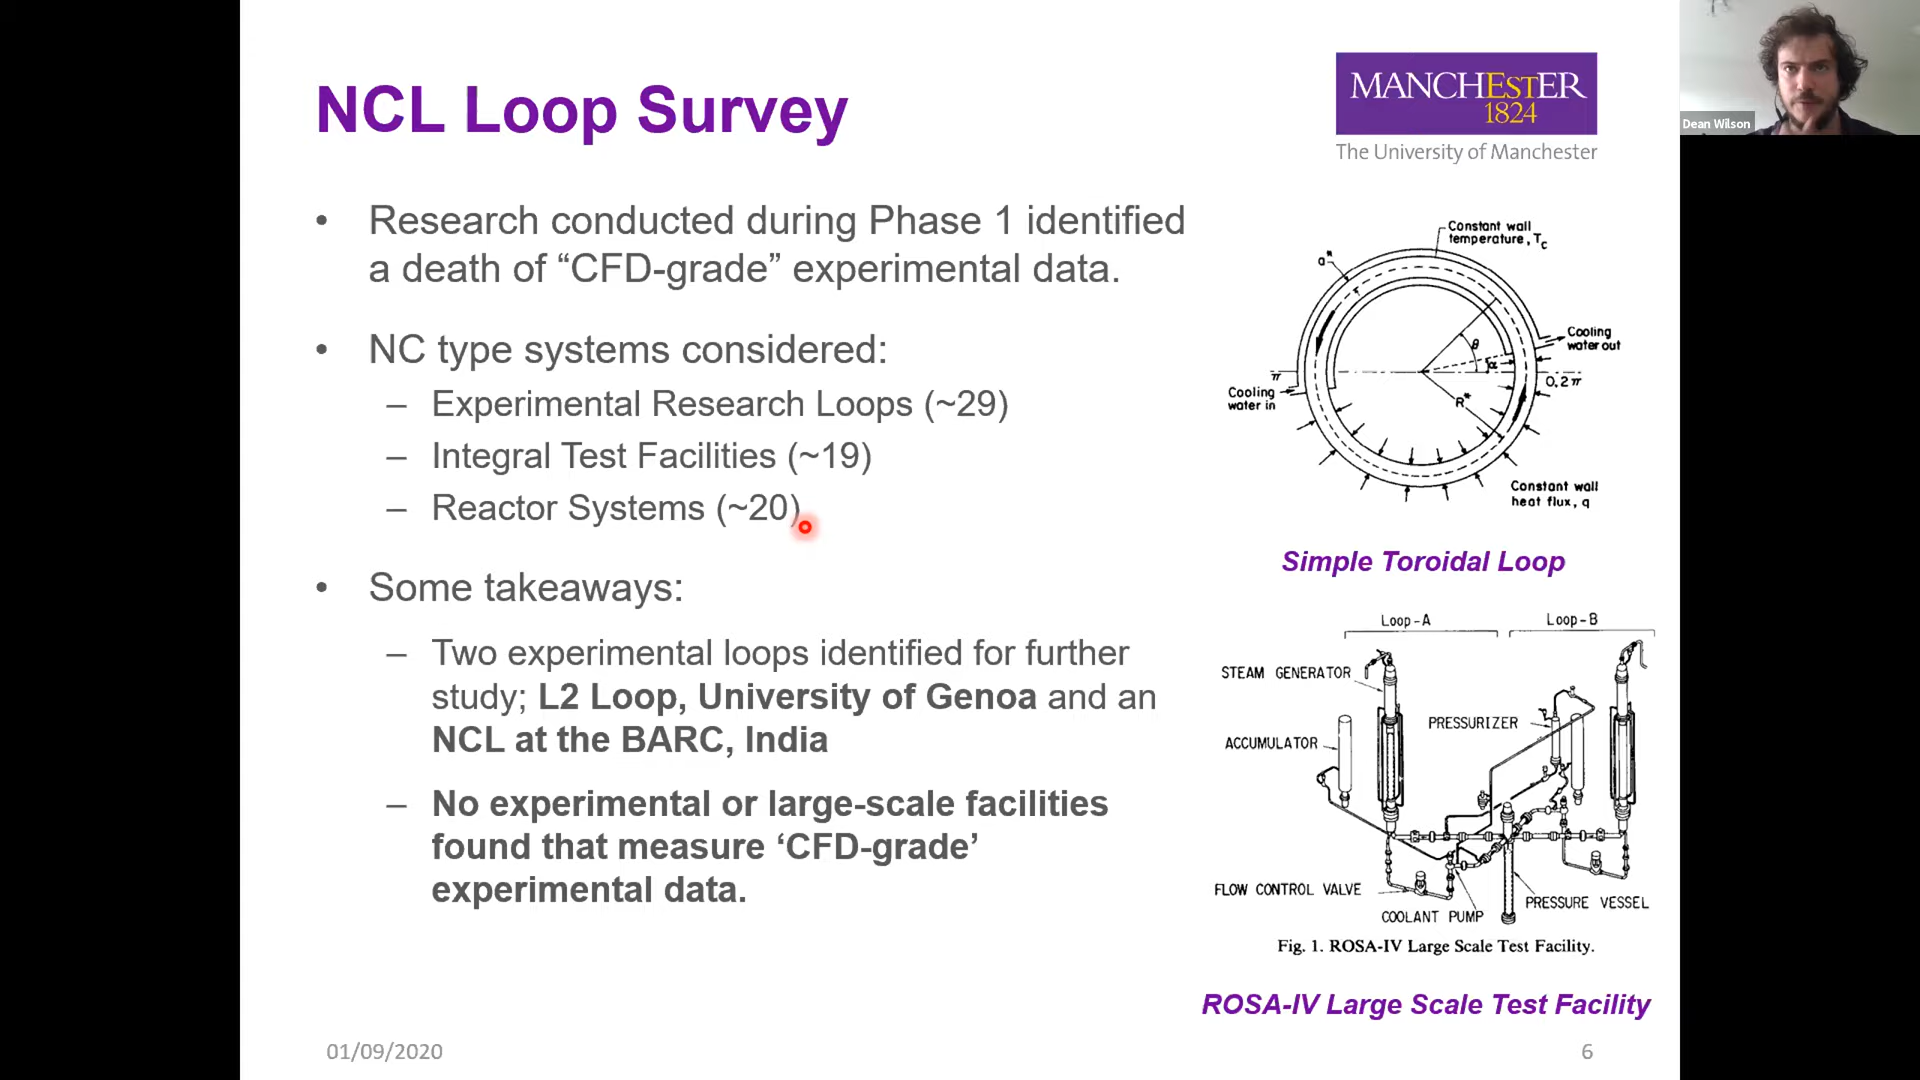 NCL Loop Survey
MANCHESTER
1824
The University of Manchester
Dean Wilson
• Research conducted during Phase 1 identified
a death of “CFD-grade” experimental data.
• NC type systems considered:
– Experimental Research Loops (~29)
– Integral Test Facilities (~19)
– Reactor Systems (~20)
• Some takeaways:
– Two experimental loops identified for further
study; L2 Loop, University of Genoa and an
NCL at the BARC, India
– No experimental or large-scale facilities
found that measure ‘CFD-grade’
experimental data.
Constant wall
temperature, Tc
a*
r
Cooling
water out
θ
α
π
0,2π
Cooling
water in
R*
Constant wall
heat flux, q
Simple Toroidal Loop
Loop-A
Loop-B
STEAM GENERATOR
PRESSURIZER
ACCUMULATOR
FLOW CONTROL VALVE
COOLANT PUMP
PRESSURE VESSEL
Fig. 1. ROSA-IV Large Scale Test Facility.
ROSA-IV Large Scale Test Facility
01/09/2020
6